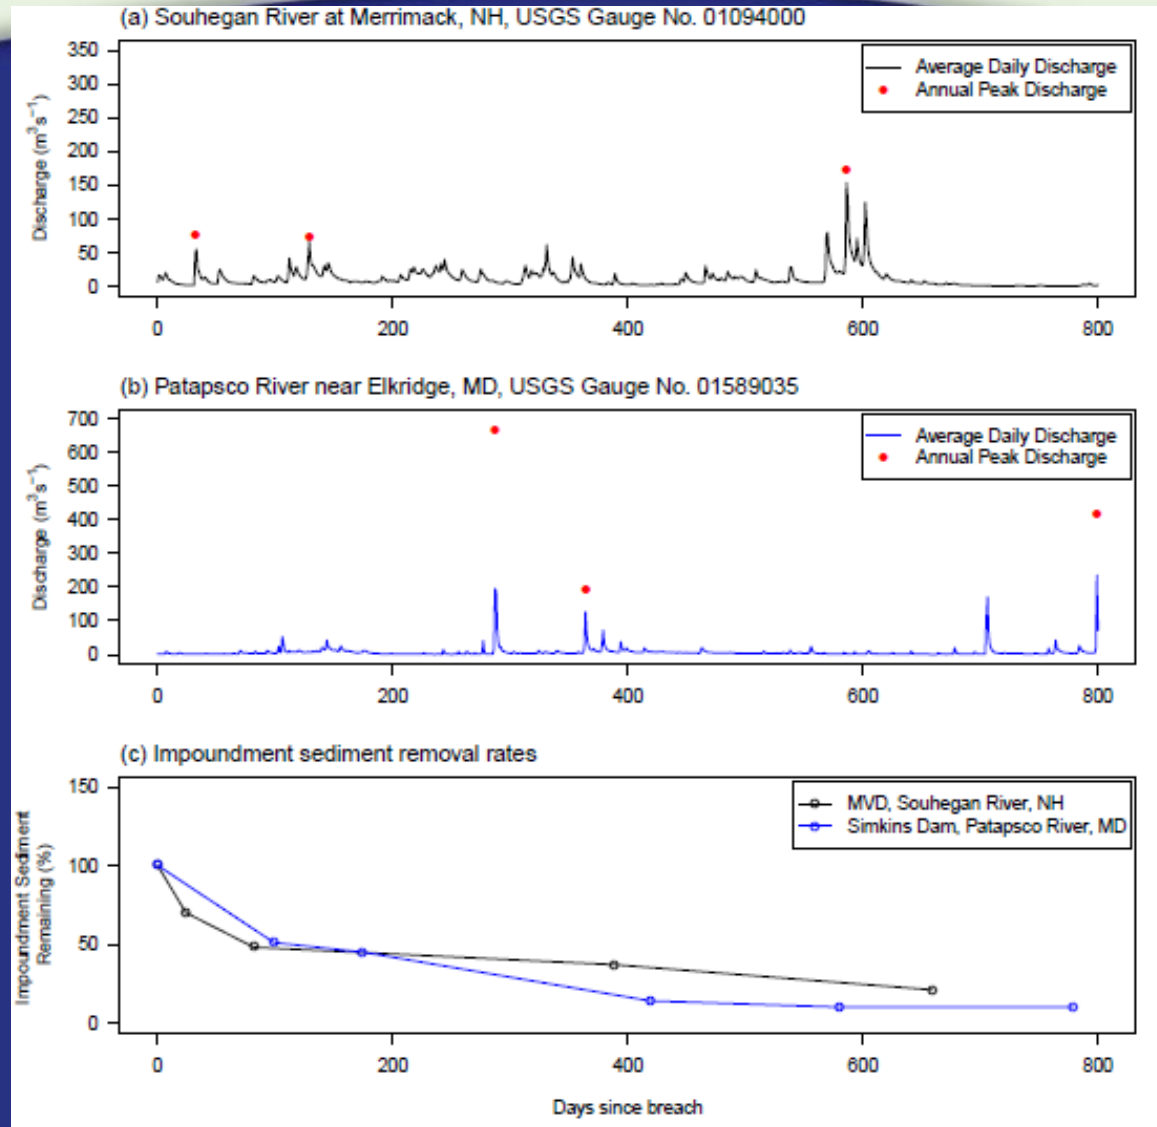 (a) Souhegan River at Merrimack, NH, USGS Gauge No. 01094000
350
300
250
200
150
100
50
0
Discharge (m³s⁻¹)
Average Daily Discharge
Annual Peak Discharge
0 200 400 600 800
(b) Patapsco River near Elkridge, MD, USGS Gauge No. 01589035
700
600
500
400
300
200
100
0
Discharge (m³s⁻¹)
Average Daily Discharge
Annual Peak Discharge
0 200 400 600 800
(c) Impoundment sediment removal rates
150
100
50
0
Impoundment Sediment
Remaining (%)
MVD, Souhegan River, NH
Simkins Dam, Patapsco River, MD
0 200 400 600 800
Days since breach